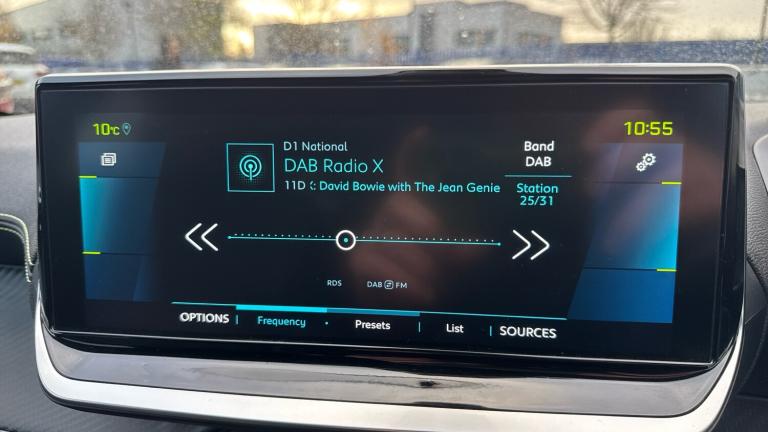 10°C
10:55
D1 National
DAB Radio X
11D :: David Bowie with The Jean Genie
Band
DAB
Station
25/31
RDS
DAB FM
OPTIONS
Frequency
Presets
List
SOURCES